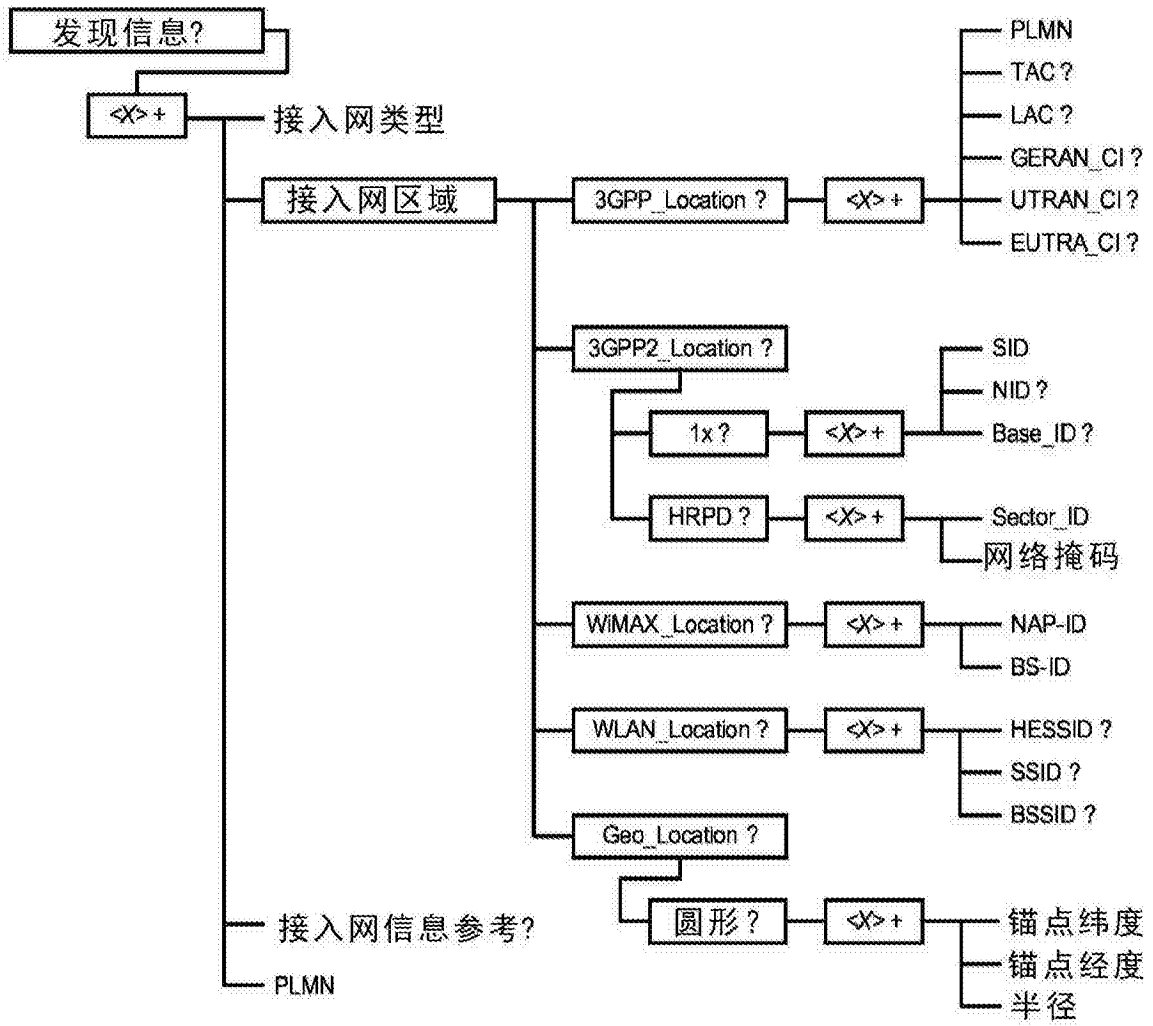 发现信息?
<X>+
接入网类型
接入网区域
3GPP_Location ?
<X>+
PLMN
TAC ?
LAC ?
GERAN_CI ?
UTRAN_CI ?
EUTRA_CI ?
3GPP2_Location ?
1x ?
<X>+
SID
NID ?
Base_ID ?
HRPD ?
<X>+
Sector_ID
网络掩码
WiMAX_Location ?
<X>+
NAP-ID
BS-ID
WLAN_Location ?
<X>+
HESSID ?
SSID ?
BSSID ?
Geo_Location ?
圆形 ?
<X>+
锚点纬度
锚点经度
半径
接入网信息参考?
PLMN